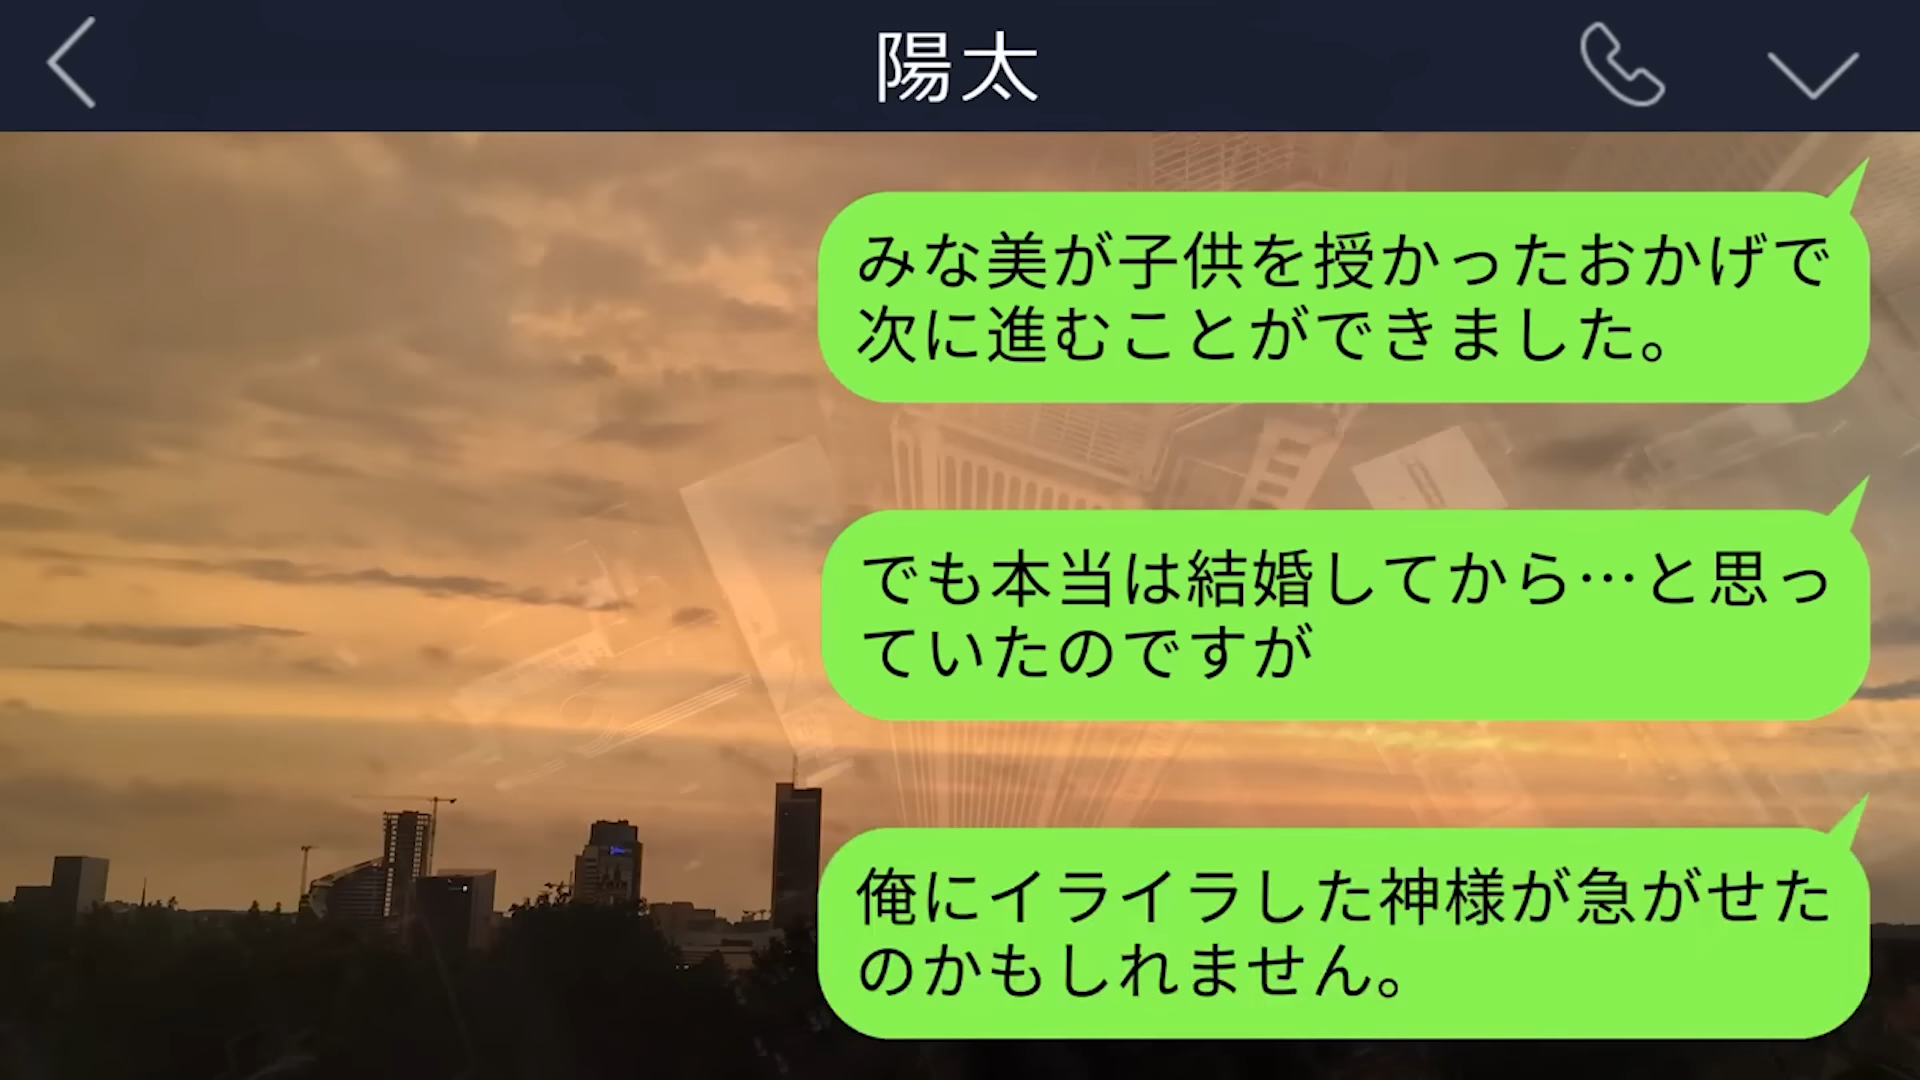 陽太
みな美が子供を授かったおかげで
次に進むことができました。
でも本当は結婚してから…と思っ
ていたのですが
俺にイライラした神様が急がせた
のかもしれません。